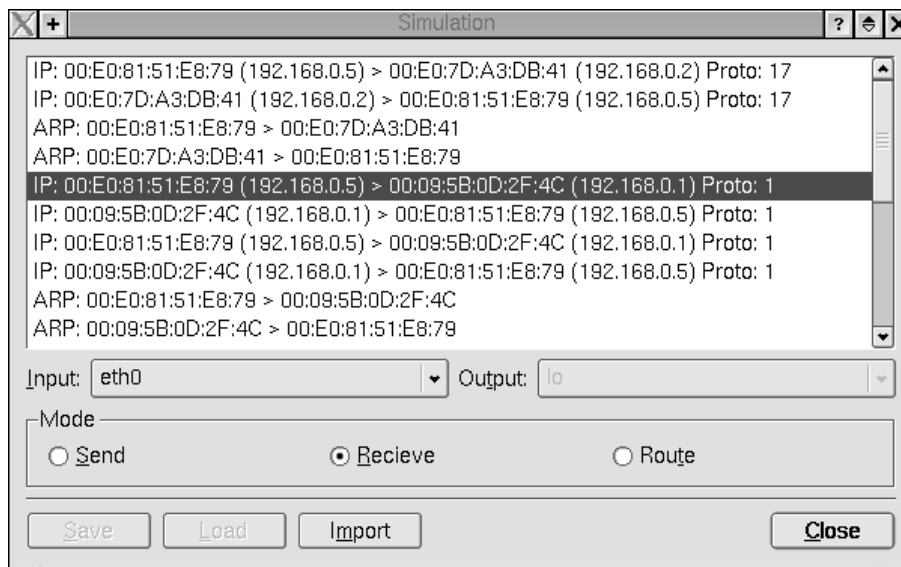 Simulation
IP: 00:E0:81:51:E8:79 (192.168.0.5) > 00:E0:7D:A3:DB:41 (192.168.0.2) Proto: 17
IP: 00:E0:7D:A3:DB:41 (192.168.0.2) > 00:E0:81:51:E8:79 (192.168.0.5) Proto: 17
ARP: 00:E0:81:51:E8:79 > 00:E0:7D:A3:DB:41
ARP: 00:E0:7D:A3:DB:41 > 00:E0:81:51:E8:79
IP: 00:E0:81:51:E8:79 (192.168.0.5) > 00:09:5B:0D:2F:4C (192.168.0.1) Proto: 1
IP: 00:09:5B:0D:2F:4C (192.168.0.1) > 00:E0:81:51:E8:79 (192.168.0.5) Proto: 1
IP: 00:E0:81:51:E8:79 (192.168.0.5) > 00:09:5B:0D:2F:4C (192.168.0.1) Proto: 1
IP: 00:09:5B:0D:2F:4C (192.168.0.1) > 00:E0:81:51:E8:79 (192.168.0.5) Proto: 1
ARP: 00:E0:81:51:E8:79 > 00:09:5B:0D:2F:4C
ARP: 00:09:5B:0D:2F:4C > 00:E0:81:51:E8:79
Input: eth0 Output: lo
Mode
Send Recieve Route
Save Load Import Close